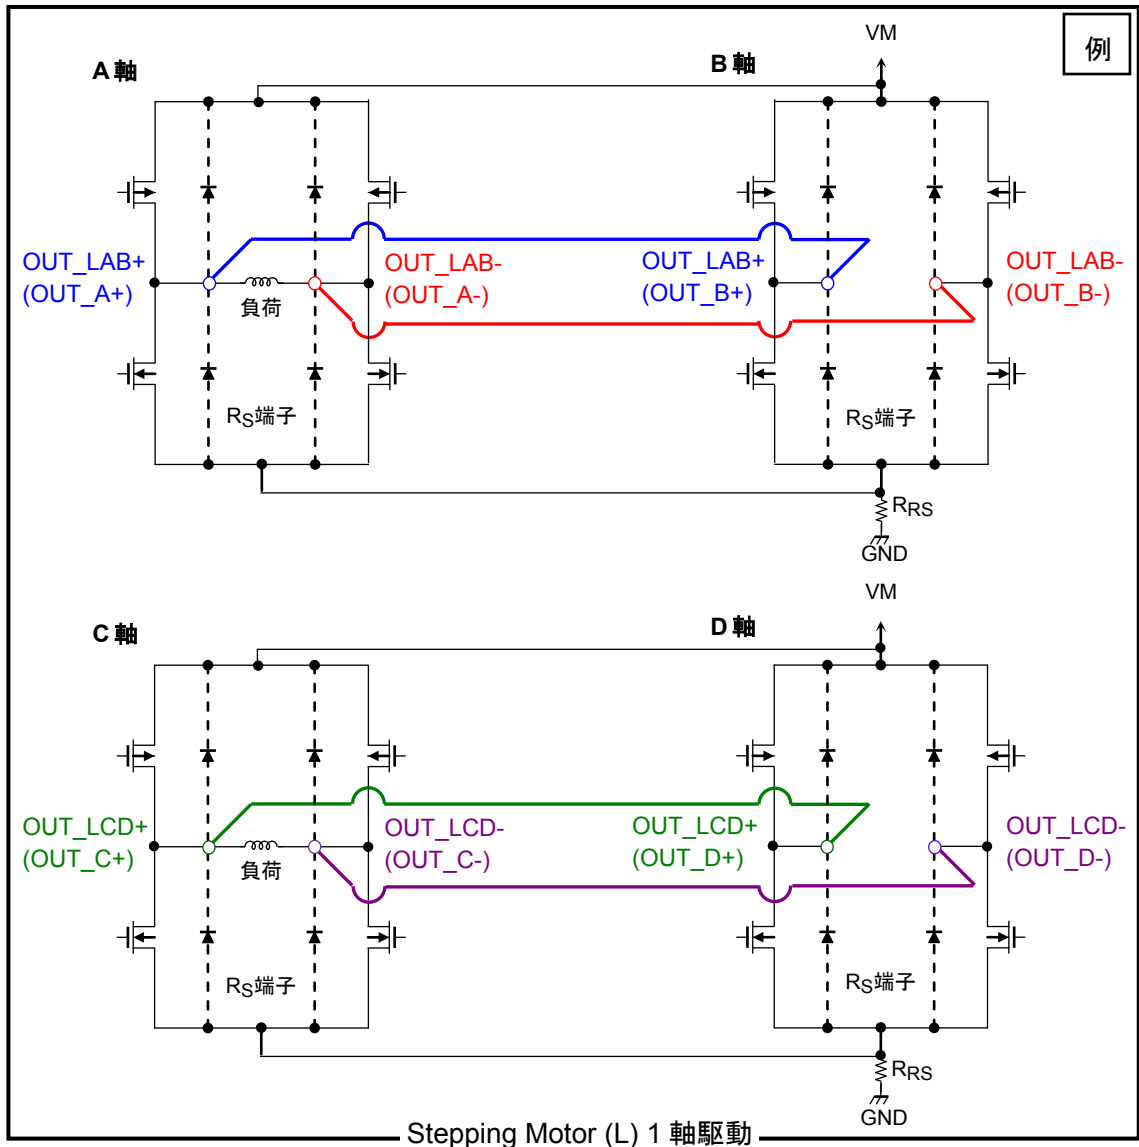 例
VM
A 軸
B 軸
OUT_LAB+
(OUT_A+)
負荷
OUT_LAB-
(OUT_A-)
OUT_LAB+
(OUT_B+)
OUT_LAB-
(OUT_B-)
RS端子
RS端子
RRS
GND
VM
C 軸
D 軸
OUT_LCD+
(OUT_C+)
負荷
OUT_LCD-
(OUT_C-)
OUT_LCD+
(OUT_D+)
OUT_LCD-
(OUT_D-)
RS端子
RS端子
RRS
GND
Stepping Motor (L) 1 軸駆動